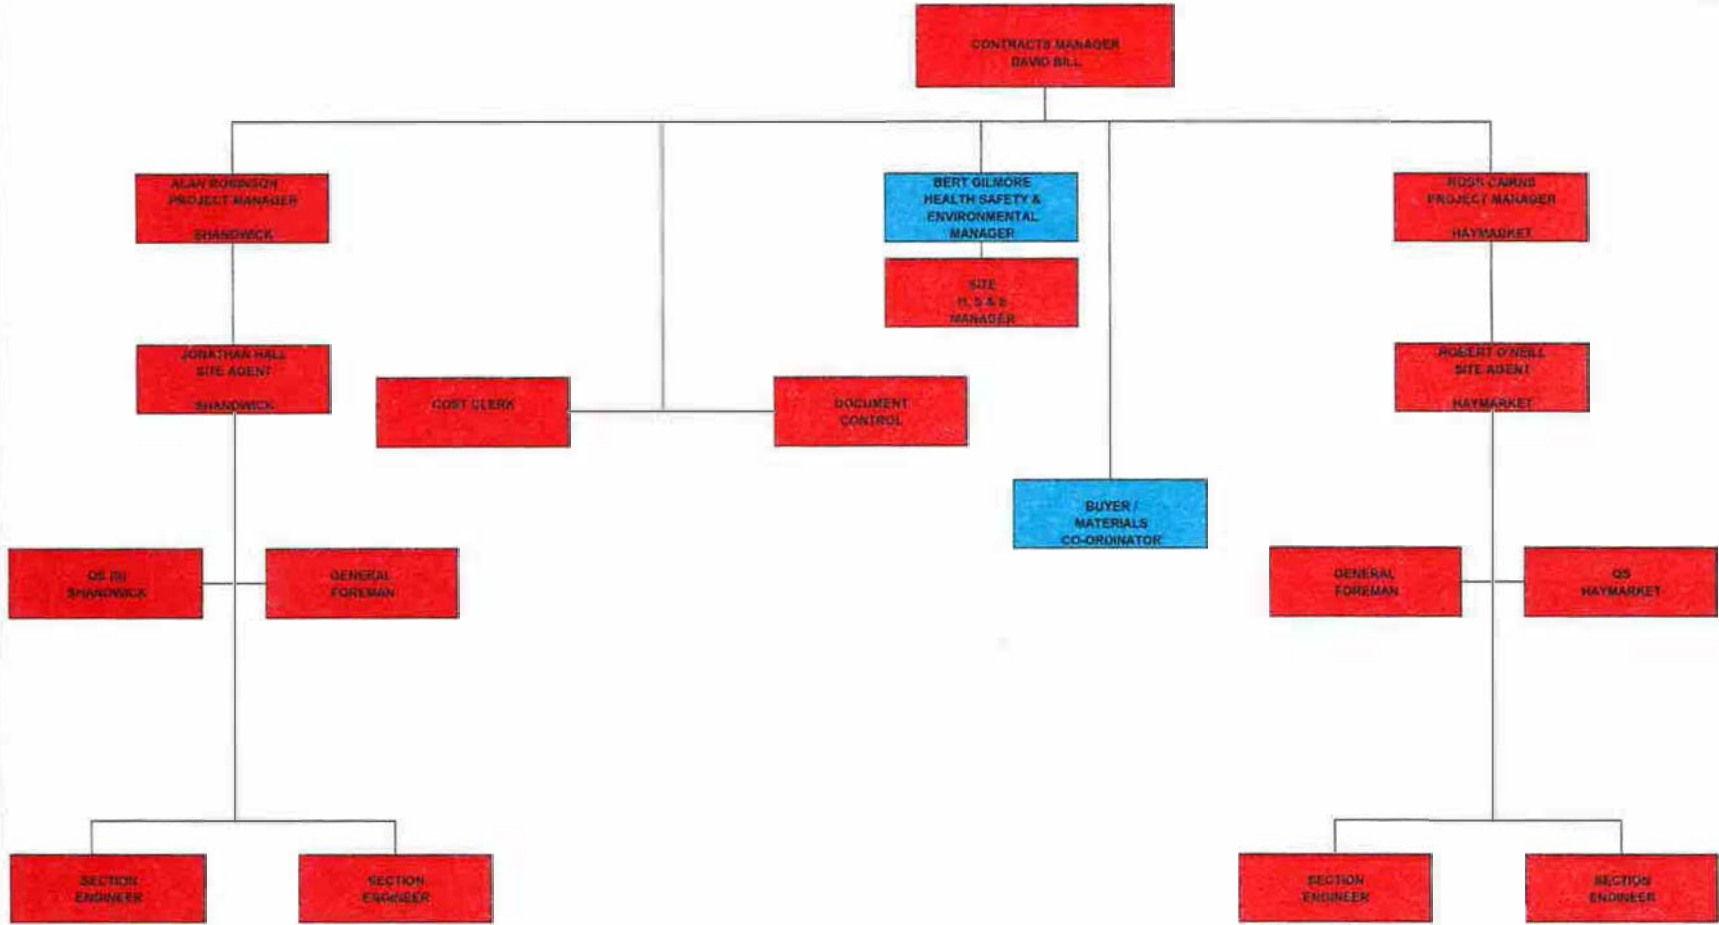 CONTRACTS MANAGER
DAVID BILL
ALAN ROBINSON
PROJECT MANAGER
SHANDWICK
BERT GILMORE
HEALTH SAFETY &
ENVIRONMENTAL
MANAGER
ROSS CAIRNS
PROJECT MANAGER
HAYMARKET
SITE
H, S & E
MANAGER
JONATHAN HALL
SITE AGENT
SHANDWICK
ROBERT O'NEILL
SITE AGENT
HAYMARKET
COST CLERK
DOCUMENT
CONTROL
BUYER /
MATERIALS
CO-ORDINATOR
QS (S)
SHANDWICK
GENERAL
FOREMAN
GENERAL
FOREMAN
QS
HAYMARKET
SECTION
ENGINEER
SECTION
ENGINEER
SECTION
ENGINEER
SECTION
ENGINEER